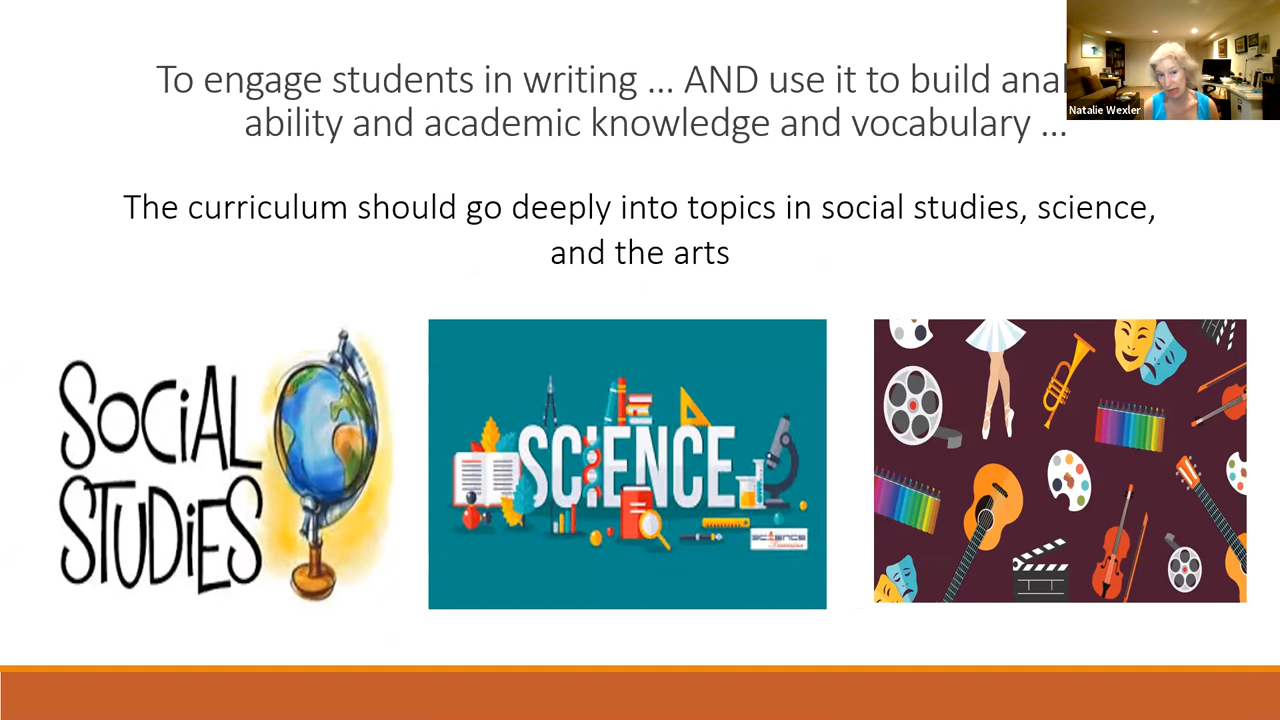 To engage students in writing … AND use it to build
ability and academic knowledge and vocabulary …
Natalie Wexler
The curriculum should go deeply into topics in social studies, science,
and the arts
SOCiAL
STUDiES
SCIENCE
SCIENCE